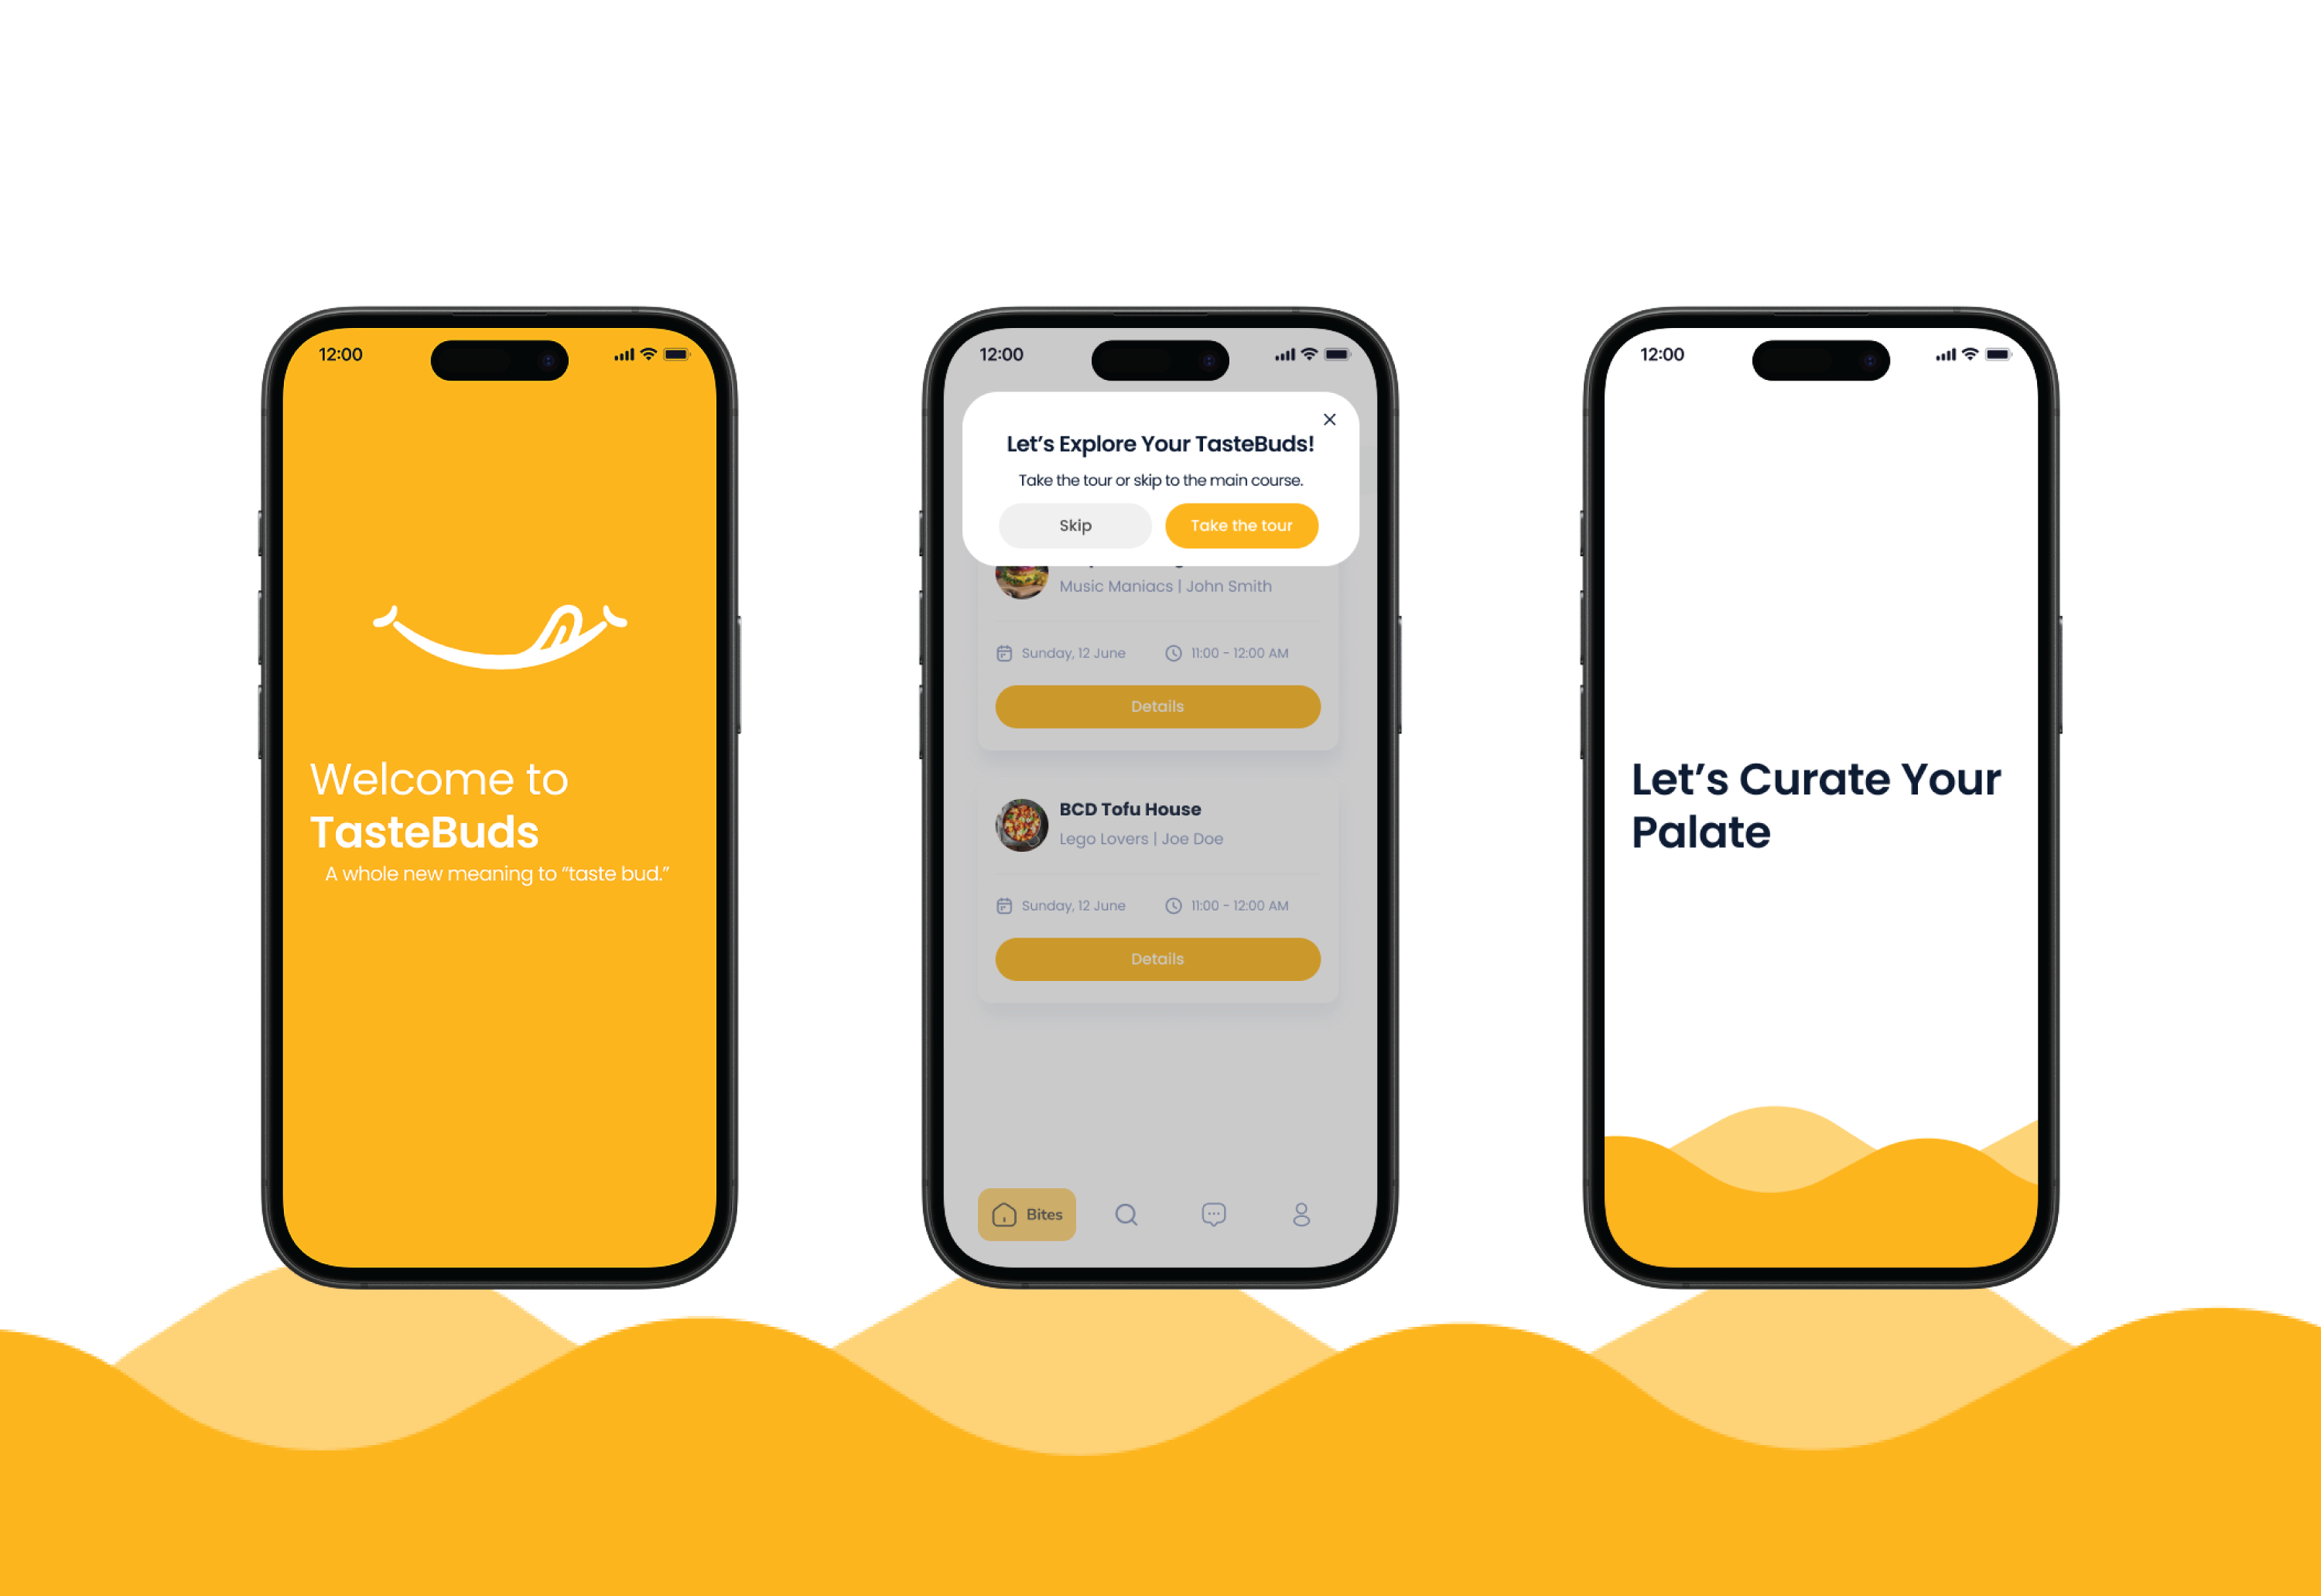 12:00
Welcome to
TasteBuds
A whole new meaning to “taste bud.”
12:00
Let’s Explore Your TasteBuds!
Take the tour or skip to the main course.
Skip
Take the tour
Music Maniacs | John Smith
Sunday, 12 June
11:00 - 12:00 AM
Details
BCD Tofu House
Lego Lovers | Joe Doe
Sunday, 12 June
11:00 - 12:00 AM
Details
Bites
12:00
Let’s Curate Your
Palate